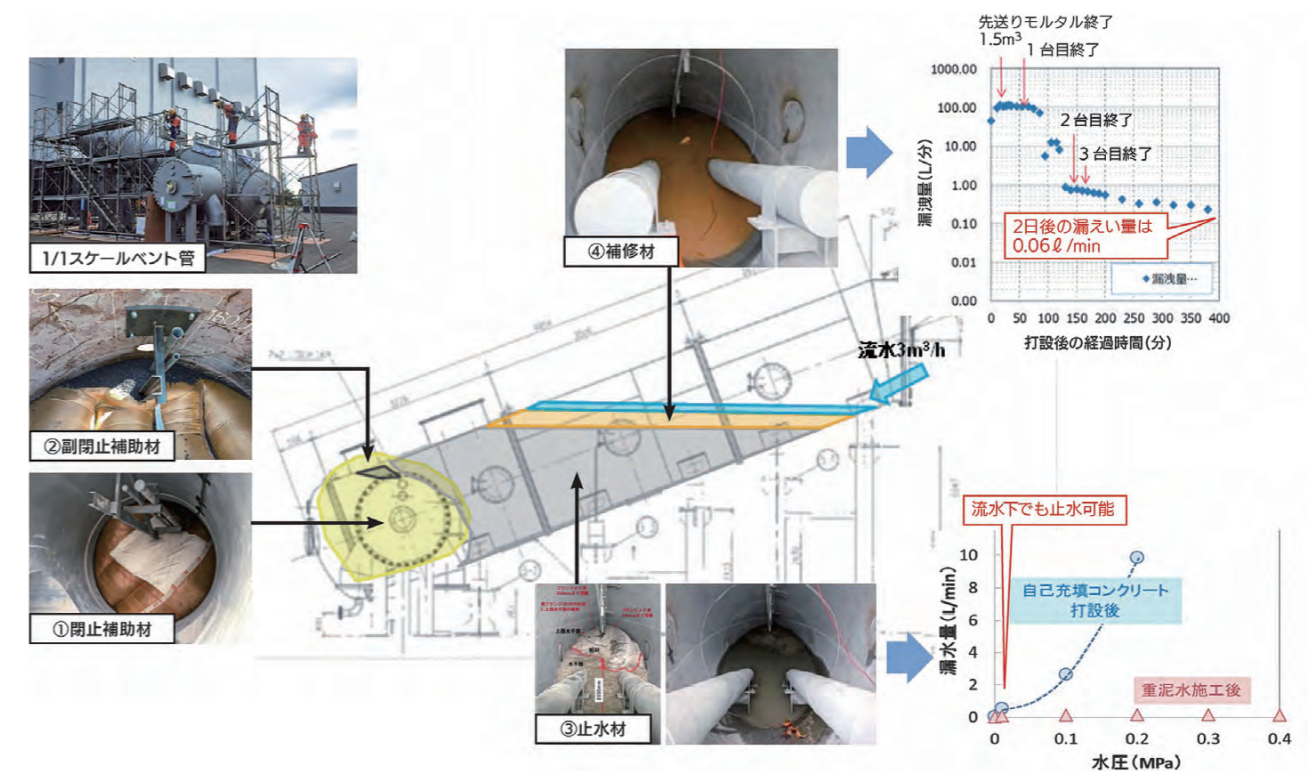 1/1スケールベント管
②副閉止補助材
①閉止補助材
④補修材
流水3m³/h
③止水材
先送りモルタル終了
1.5m³
1台目終了
2台目終了
3台目終了
漏洩量(L/分)
1000.00
100.00
10.00
1.00
0.10
0.01
0.00
2日後の漏えい量は
0.06ℓ/min
漏洩量…
0 50 100 150 200 250 300 350 400
打設後の経過時間(分)
流水下でも止水可能
漏水量(L/min)
10
8
6
4
2
0
自己充填コンクリート
打設後
重泥水施工後
0 0.1 0.2 0.3 0.4
水圧(MPa)